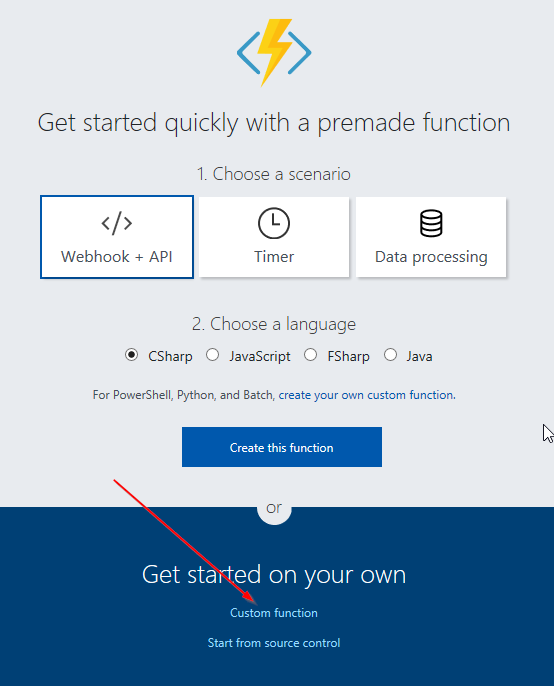 Get started quickly with a premade function
1. Choose a scenario
Webhook + API
Timer
Data processing
2. Choose a language
CSharp
JavaScript
FSharp
Java
For PowerShell, Python, and Batch, create your own custom function.
Create this function
or
Get started on your own
Custom function
Start from source control